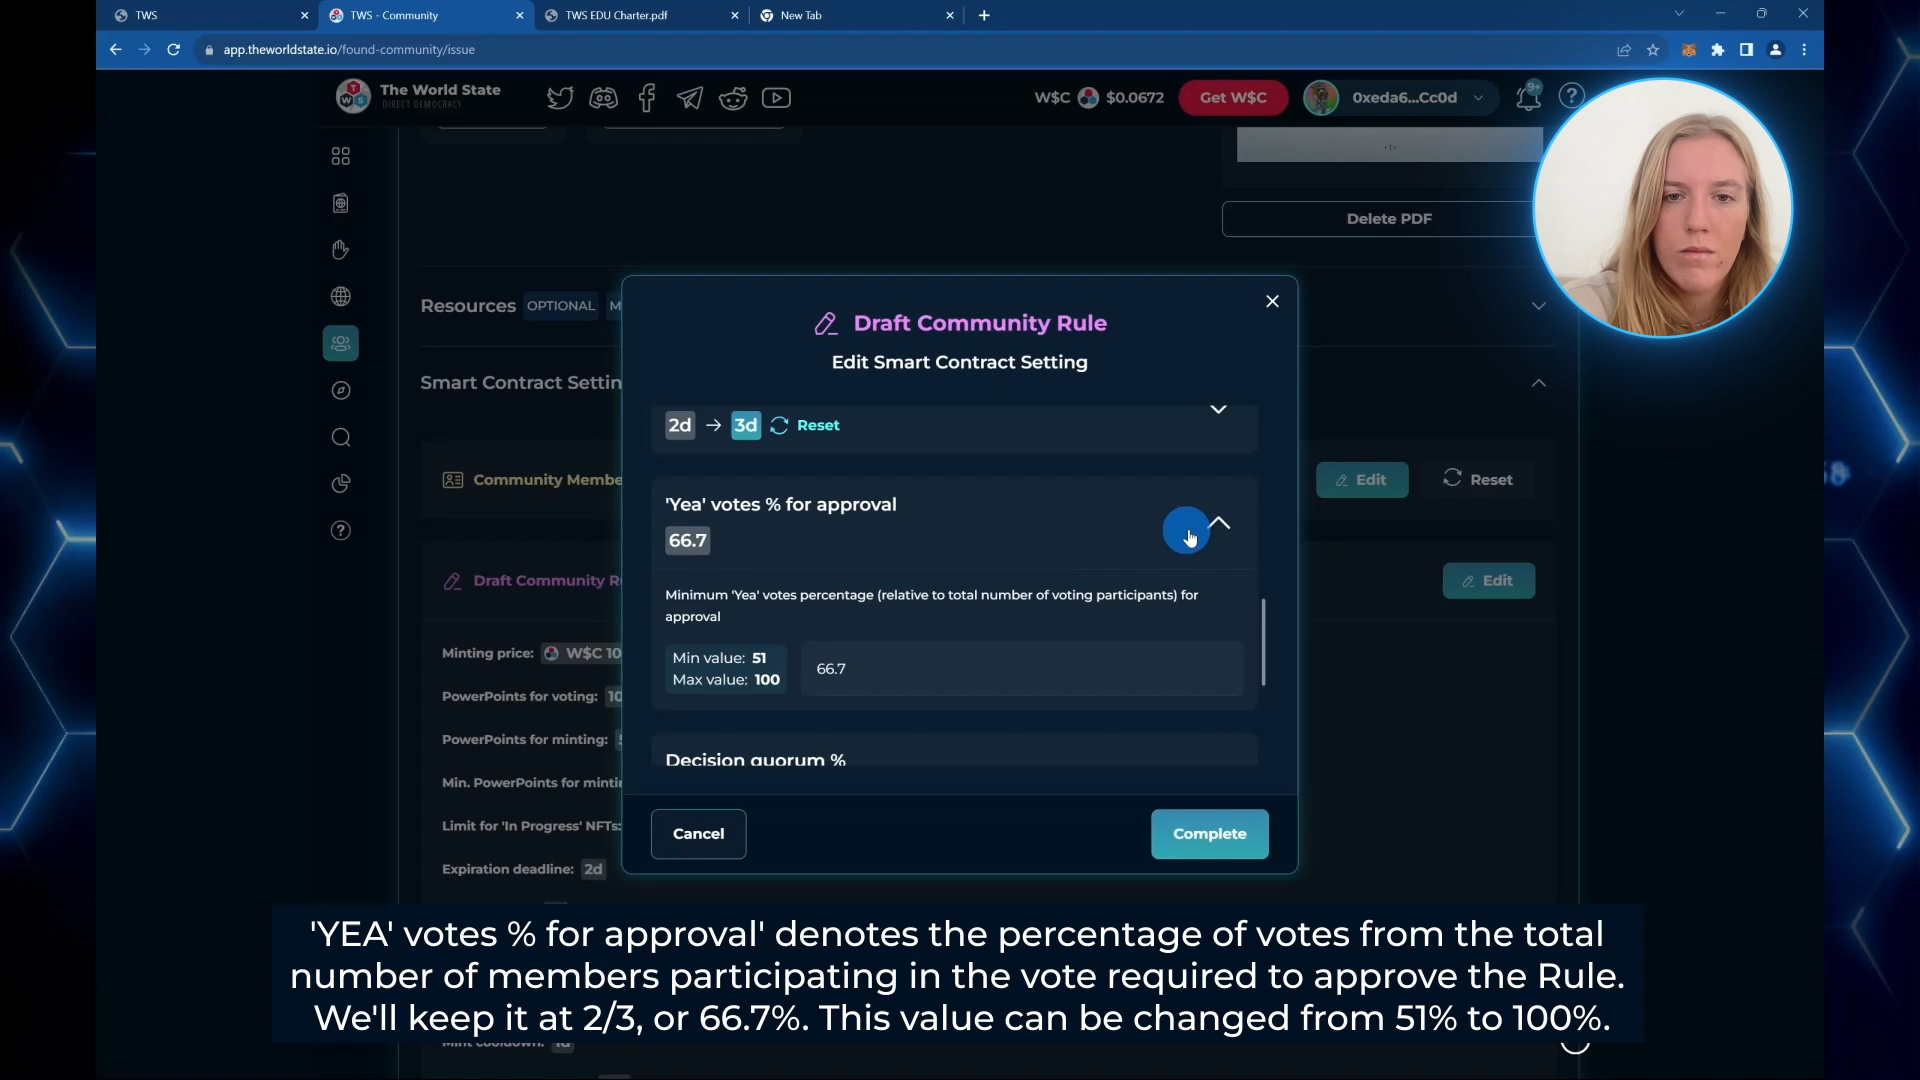 TWS
TWS - Community
TWS EDU Charter.pdf
New Tab
app.theworldstate.io/found-community/issue
The World State
DIRECT DEMOCRACY
W$C $0.0672
Get W$C
0xeda6...Cc0d
9+
Delete PDF
Resources OPTIONAL M
Smart Contract Settin
Community Membe
Edit
Reset
Draft Community R
Edit
Minting price: W$C 10
PowerPoints for voting: 10
PowerPoints for minting:
Min. PowerPoints for minti
Limit for 'In Progress' NFTs:
Expiration deadline: 2d
Draft Community Rule
Edit Smart Contract Setting
2d → 3d Reset
'Yea' votes % for approval
66.7
Minimum 'Yea' votes percentage (relative to total number of voting participants) for
approval
Min value: 51
Max value: 100
66.7
Decision quorum %
Cancel
Complete
'YEA' votes % for approval' denotes the percentage of votes from the total
number of members participating in the vote required to approve the Rule.
We'll keep it at 2/3, or 66.7%. This value can be changed from 51% to 100%.
Mint cooldown: 1d